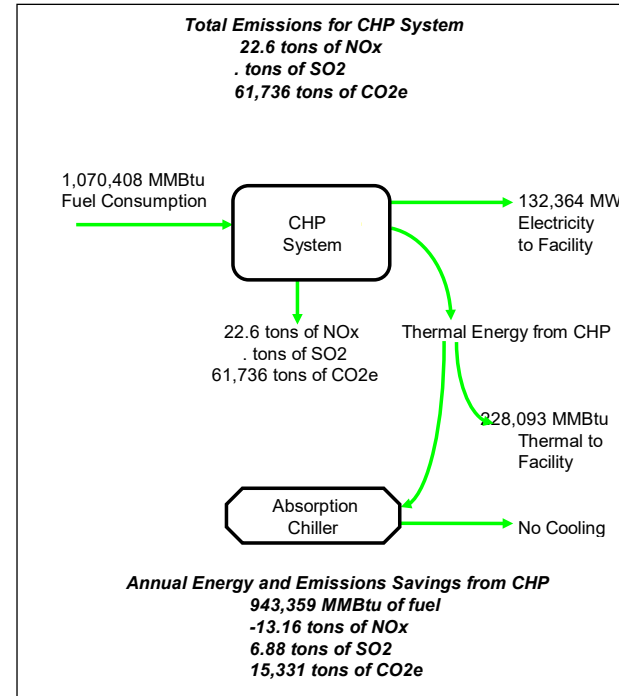 Total Emissions for CHP System
22.6 tons of NOx
. tons of SO2
61,736 tons of CO2e
1,070,408 MMBtu
Fuel Consumption
CHP
System
132,364 MW
Electricity
to Facility
22.6 tons of NOx
. tons of SO2
61,736 tons of CO2e
Thermal Energy from CHP
228,093 MMBtu
Thermal to
Facility
Absorption
Chiller
No Cooling
Annual Energy and Emissions Savings from CHP
943,359 MMBtu of fuel
-13.16 tons of NOx
6.88 tons of SO2
15,331 tons of CO2e